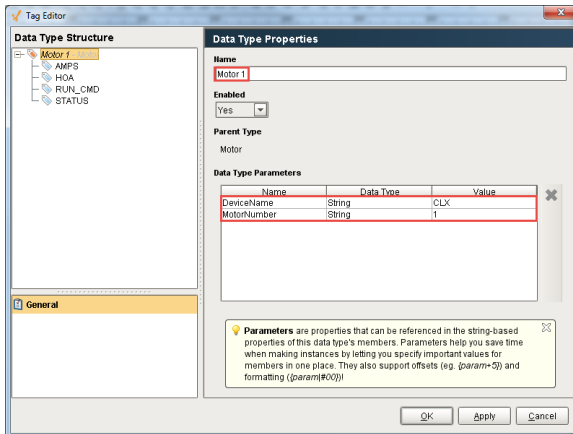 Tag Editor
Data Type Structure
Motor 1 - Motor
AMPS
HOA
RUN_CMD
STATUS
General
Data Type Properties
Name
Motor 1
Enabled
Yes
Parent Type
Motor
Data Type Parameters
Name Data Type Value
DeviceName String CLX
MotorNumber String 1
Parameters are properties that can be referenced in the string-based
properties of this data type's members. Parameters help you save time
when making instances by letting you specify important values for
members in one place. They also support offsets (eg. {param+5}) and
formatting ({param|#00})!
OK Apply Cancel